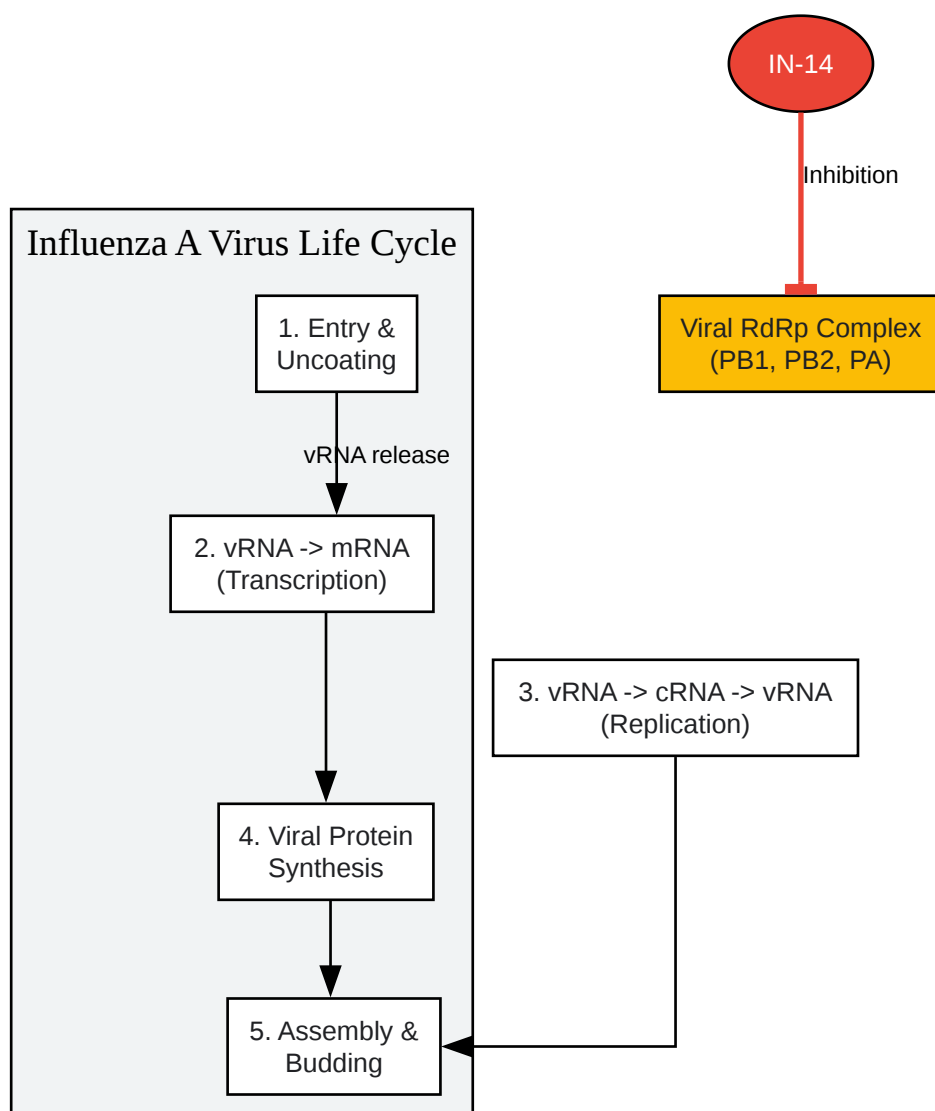 IN-14
Inhibition
Influenza A Virus Life Cycle
1. Entry &
Uncoating
Viral RdRp Complex
(PB1, PB2, PA)
vRNA release
2. vRNA -> mRNA
(Transcription)
3. vRNA -> cRNA -> vRNA
(Replication)
4. Viral Protein
Synthesis
5. Assembly &
Budding